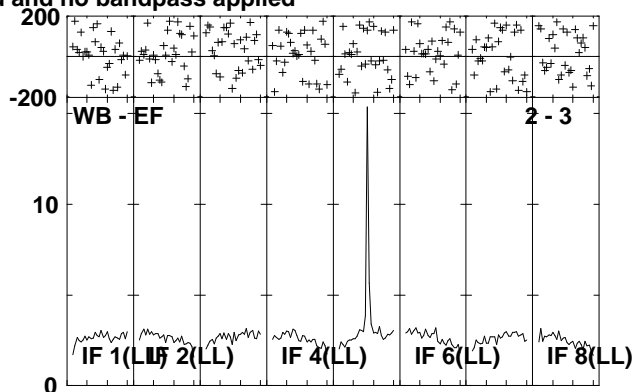 and no bandpass applied
200
-200
WB - EF 2 - 3
10
IF 1(LL) IF 2(LL) IF 4(LL) IF 6(LL) IF 8(LL)
0